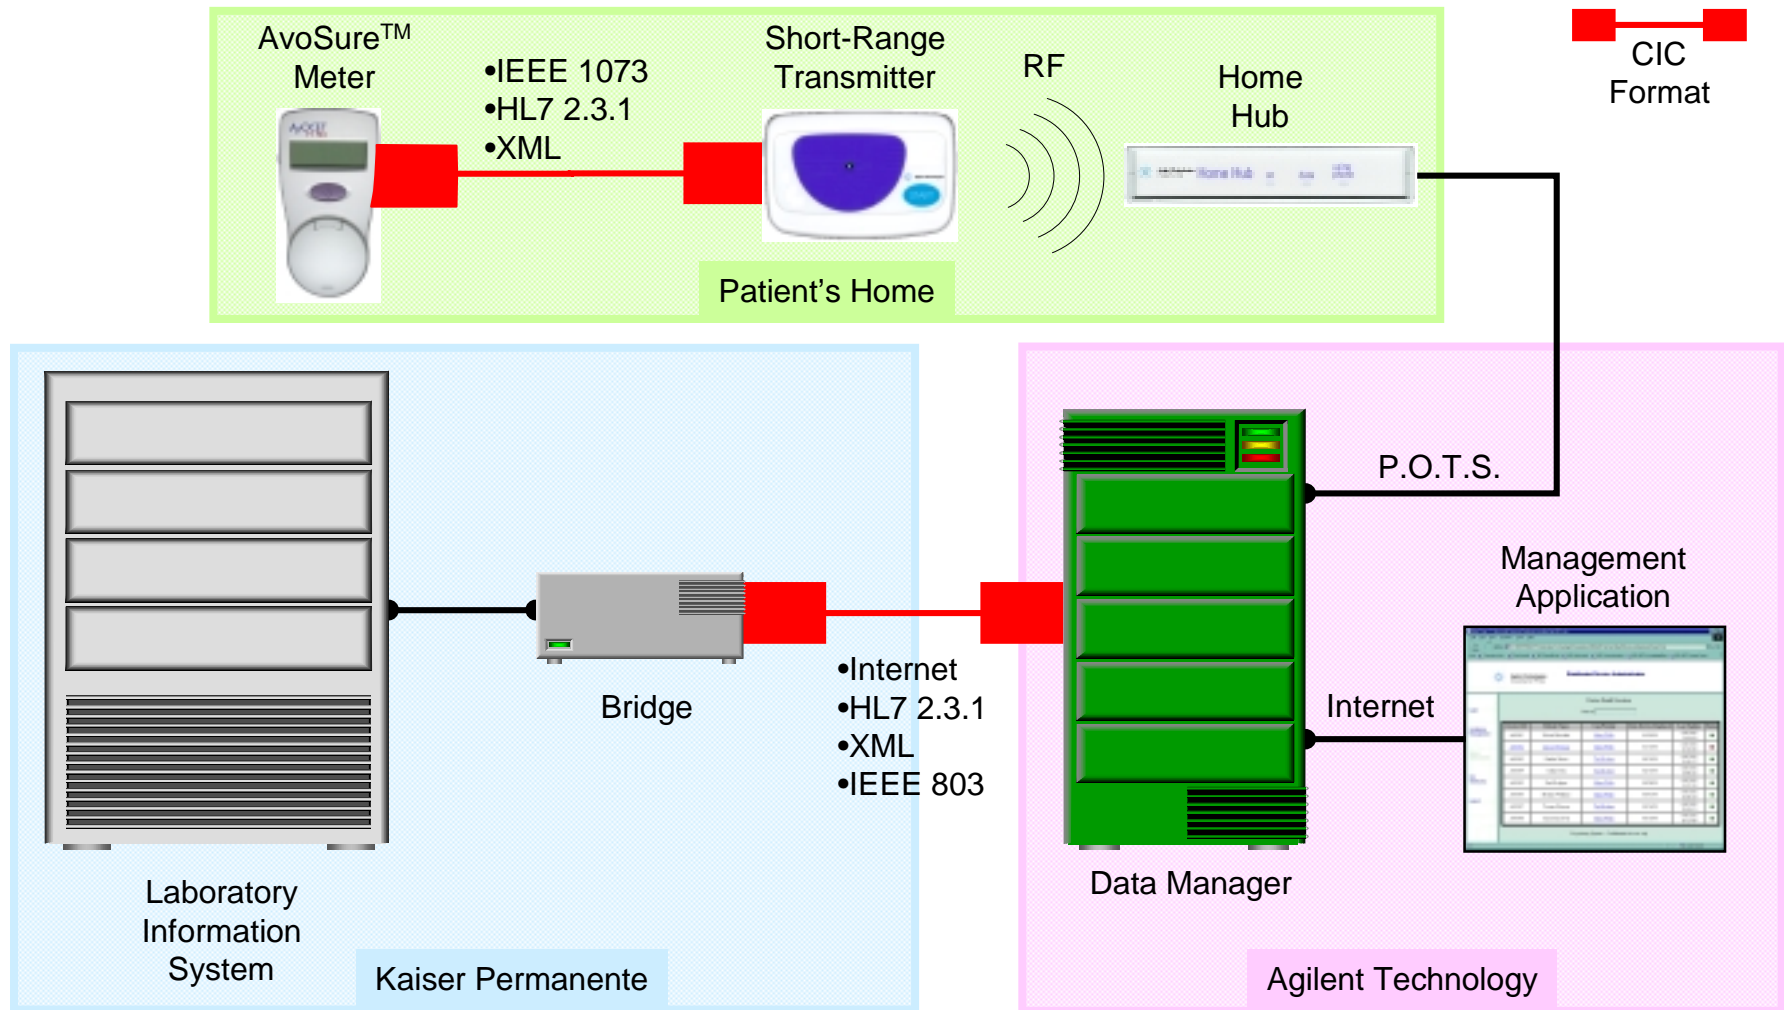 AvoSure™
Meter
•IEEE 1073
•HL7 2.3.1
•XML
Short-Range
Transmitter
RF
Home
Hub
CIC
Format
Home Hub
Patient's Home
P.O.T.S.
Management
Application
Internet
Bridge
•Internet
•HL7 2.3.1
•XML
•IEEE 803
Data Manager
Laboratory
Information
System
Kaiser Permanente
Agilent Technology